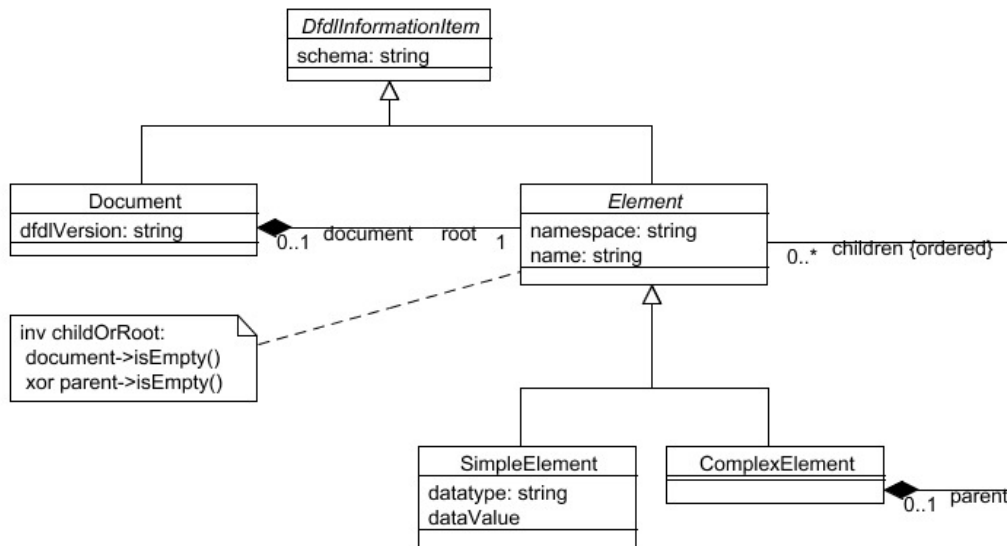 DfdlInformationItem
schema: string
Document
dfdlVersion: string
0..1 document root 1
Element
namespace: string
name: string
0..* children {ordered}
inv childOrRoot:
document->isEmpty()
xor parent->isEmpty()
SimpleElement
datatype: string
dataValue
ComplexElement
0..1 parent